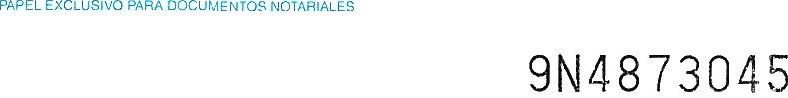 PAPEL EXCLUSIVO PARA DOCUMENTOS NOTARIALES
9N4873045